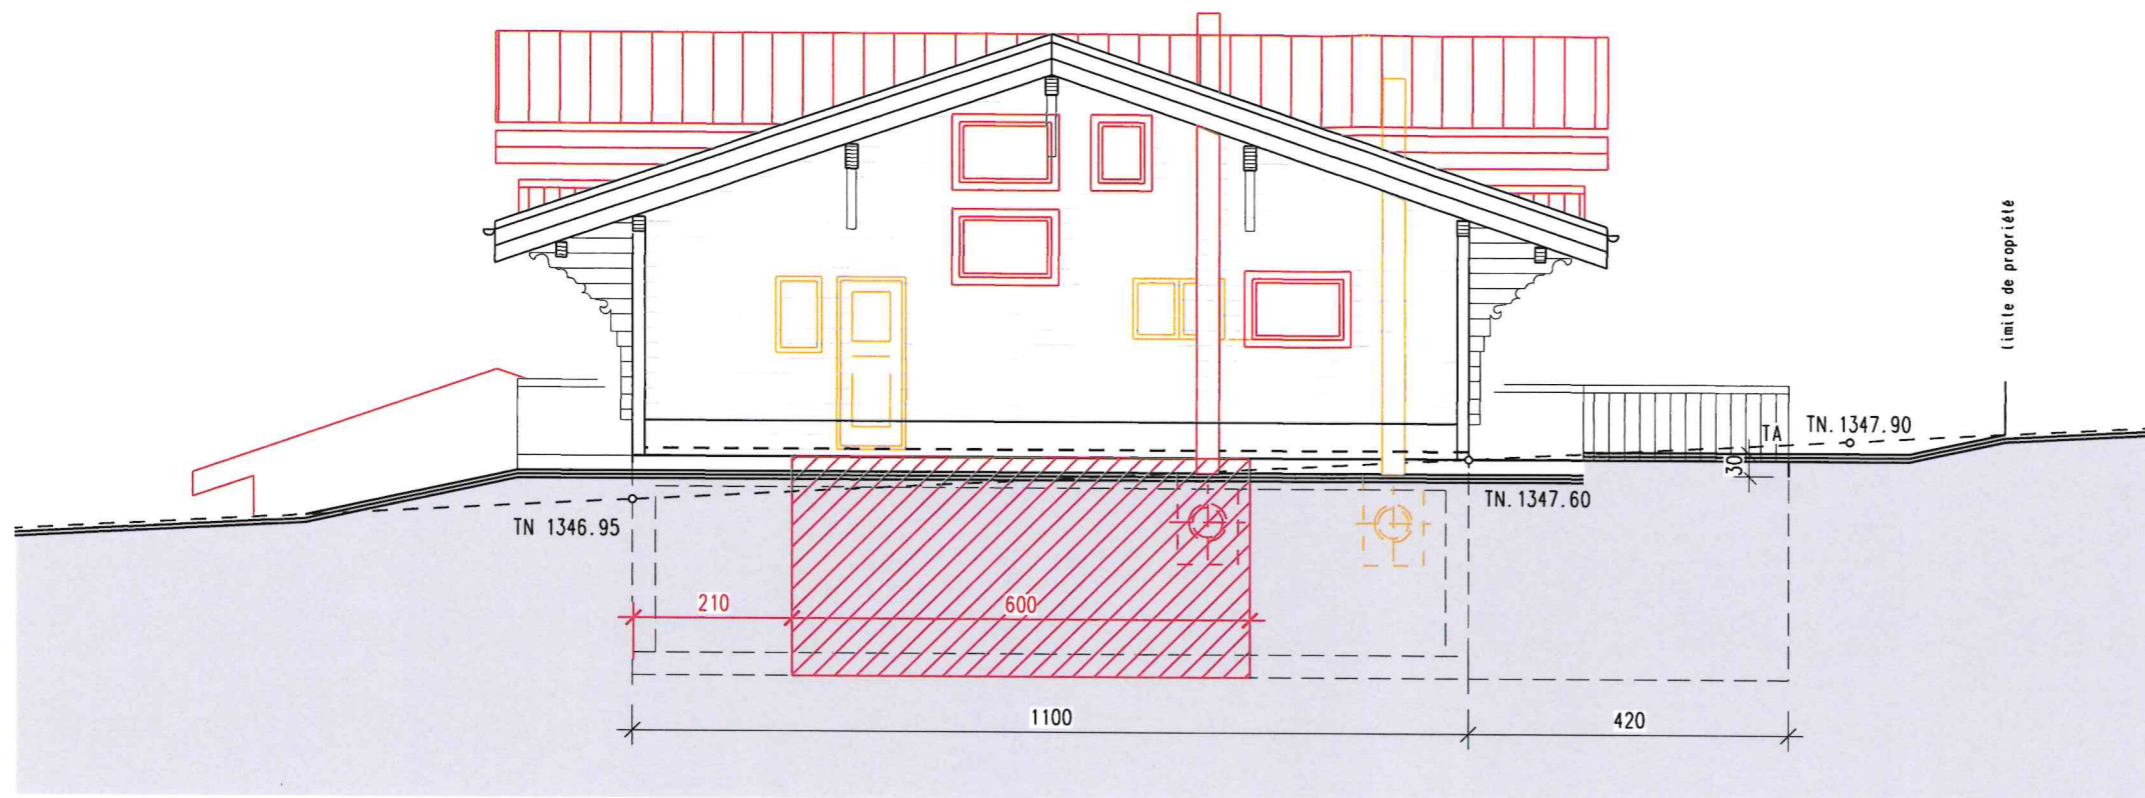 limite de propriété
TN. 1347.90
TA
30
TN. 1347.60
TN 1346.95
210
600
1100
420